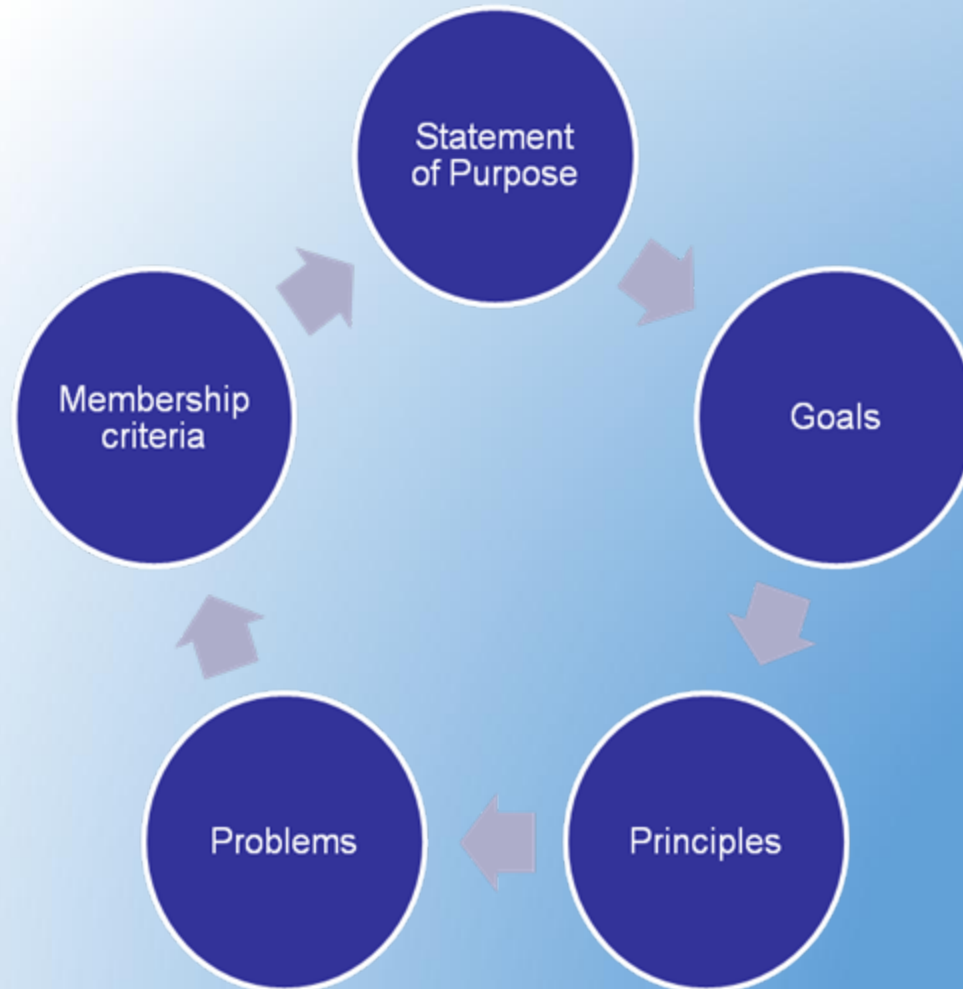 Statement
of Purpose
Goals
Principles
Problems
Membership
criteria